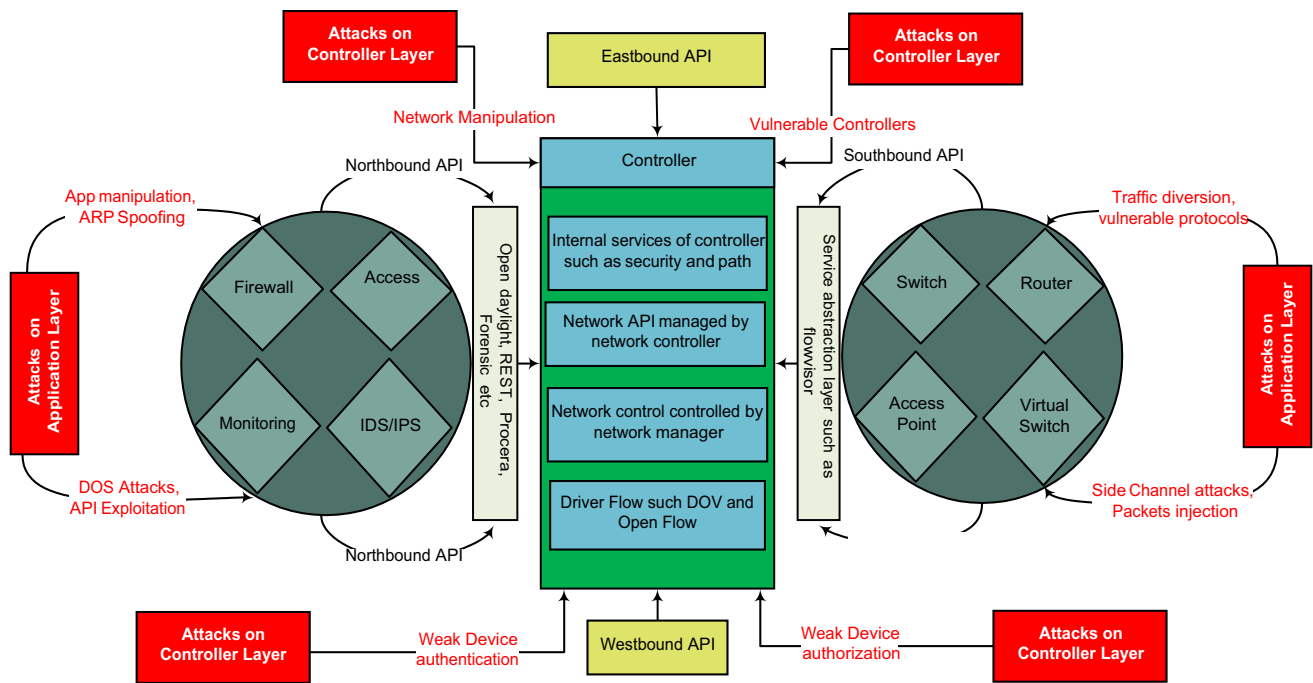 Attacks on
Controller Layer
Eastbound API
Attacks on
Controller Layer
Network Manipulation
Vulnerable Controllers
Controller
Northbound API
Southbound API
App manipulation,
ARP Spoofing
Traffic diversion,
vulnerable protocols
Attacks on
Application Layer
Firewall
Access
Monitoring
IDS/IPS
Open daylight, REST, Procera,
Forensic etc
Internal services of controller
such as security and path
Network API managed by
network controller
Network control controlled by
network manager
Driver Flow such DOV and
Open Flow
Service abstraction layer such as
flowvisor
Switch
Router
Access
Point
Virtual
Switch
Attacks on
Application Layer
DOS Attacks,
API Exploitation
Side Channel attacks,
Packets injection
Northbound API
Attacks on
Controller Layer
Weak Device
authentication
Westbound API
Weak Device
authorization
Attacks on
Controller Layer